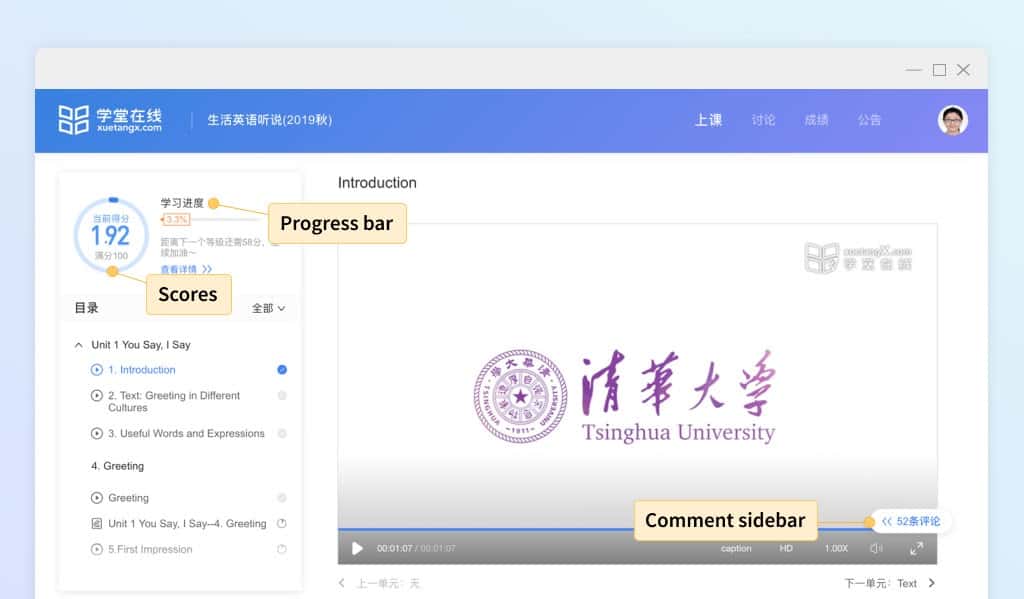 学堂在线
xuetangx.com
生活英语听说(2019秋)
上课
讨论
成绩
公告
当前得分
1.92
满分100
学习进度
3.3%
距离下一个等级还需58分,
续加油~
查看详情
Progress bar
Scores
目录
全部
Unit 1 You Say, I Say
1. Introduction
2. Text: Greeting in Different
Cultures
3. Useful Words and Expressions
4. Greeting
Greeting
Unit 1 You Say, I Say--4. Greeting
5.First Impression
Introduction
xuetangX.com
学堂在线
清华大学
Tsinghua University
TSINGHUA UNIVERSITY
1911
Comment sidebar
52条评论
00:01:07 / 00:01:07
caption
HD
1.00X
上一单元: 无
下一单元: Text